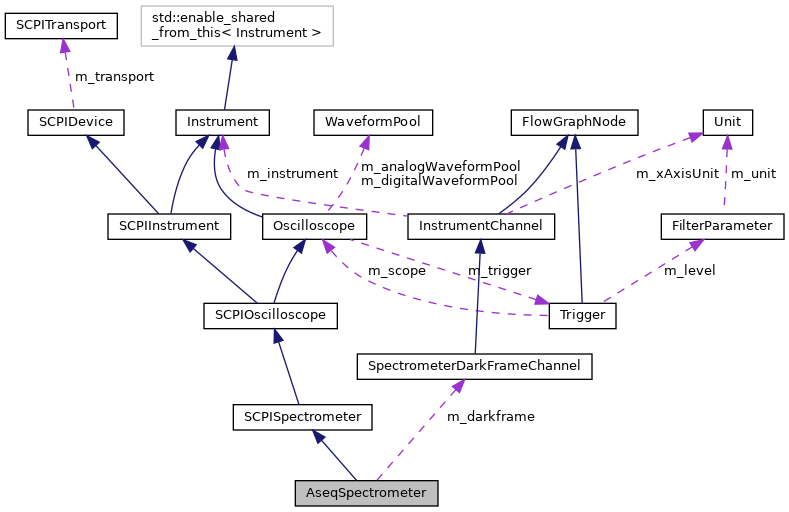 std::enable_shared
_from_this< Instrument >
SCPITransport
m_transport
SCPIDevice
Instrument
WaveformPool
FlowGraphNode
Unit
m_instrument
m_analogWaveformPool
m_digitalWaveformPool
m_xAxisUnit
m_unit
SCPIInstrument
Oscilloscope
InstrumentChannel
FilterParameter
m_scope
m_trigger
m_level
SCPIOscilloscope
Trigger
SpectrometerDarkFrameChannel
SCPISpectrometer
m_darkframe
AseqSpectrometer